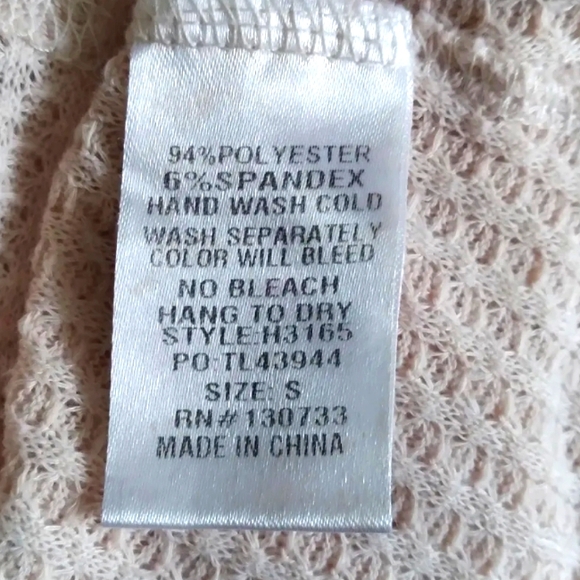 94%POLYESTER
6%SPANDEX
HAND WASH COLD
WASH SEPARATELY
COLOR WILL BLEED
NO BLEACH
HANG TO DRY
STYLE:H3165
PO:TL43944
SIZE: S
RN#130733
MADE IN CHINA